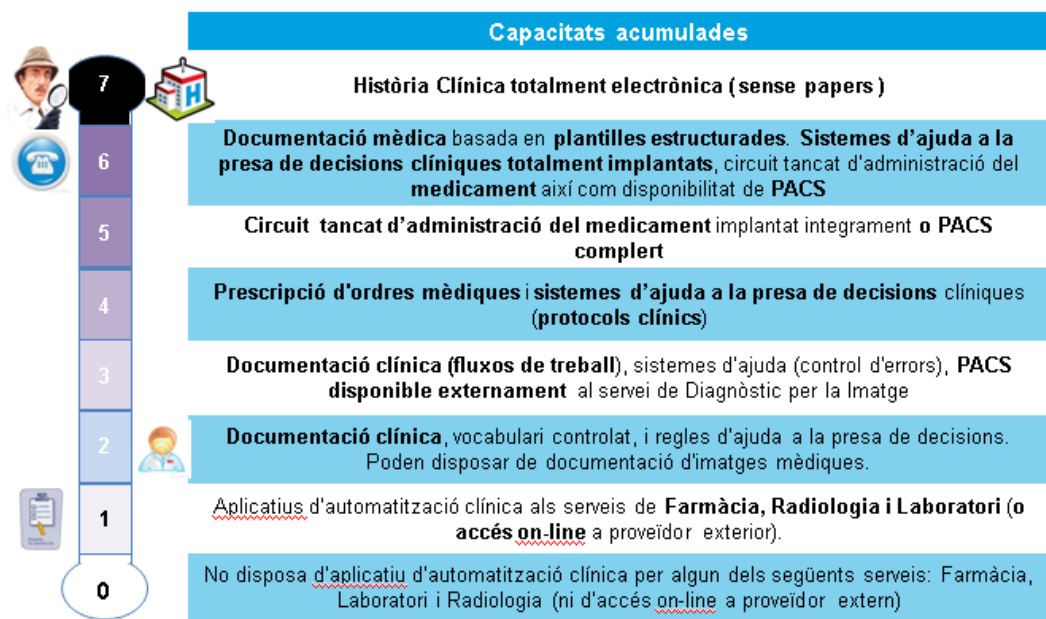 Capacitats acumulades
7
H
Història Clínica totalment electrònica ( sense papers )
6
Documentació mèdica basada en plantilles estructurades. Sistemes d'ajuda a la
presa de decisions clíniques totalment implantats, circuit tancat d'administració del
medicament així com disponibilitat de PACS
5
Circuit tancat d'administració del medicament implantat integrament o PACS
complert
4
Prescripció d'ordres mèdiques i sistemes d'ajuda a la presa de decisions clíniques
(protocols clínics)
3
Documentació clínica (fluxos de treball), sistemes d'ajuda (control d'errors), PACS
disponible externament al servei de Diagnòstic per la Imatge
2
Documentació clínica, vocabulari controlat, i regles d'ajuda a la presa de decisions.
Poden disposar de documentació d'imatges mèdiques.
1
Aplicatius d'automatització clínica als serveis de Farmàcia, Radiologia i Laboratori (o
accés on-line a proveïdor exterior).
0
No disposa d'aplicatiu d'automatització clínica per algun dels següents serveis: Farmàcia,
Laboratori i Radiologia (ni d'accés on-line a proveïdor extern)